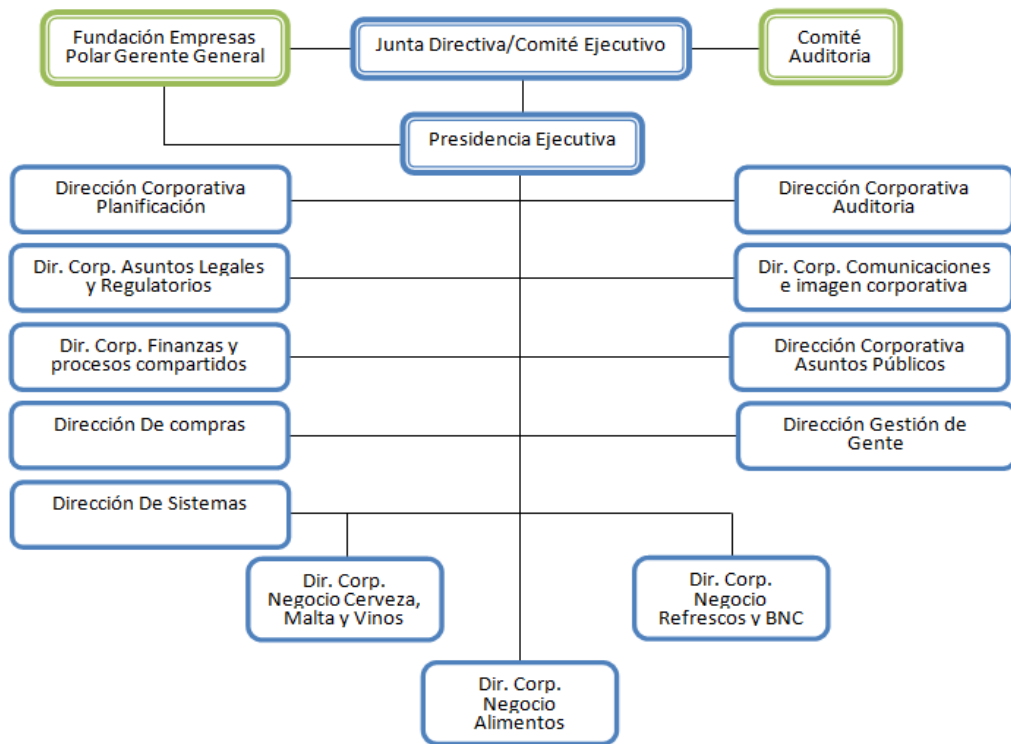 Fundación Empresas
Polar Gerente General
Junta Directiva/Comité Ejecutivo
Comité
Auditoria
Presidencia Ejecutiva
Dirección Corporativa
Planificación
Dirección Corporativa
Auditoria
Dir. Corp. Asuntos Legales
y Regulatorios
Dir. Corp. Comunicaciones
e imagen corporativa
Dir. Corp. Finanzas y
procesos compartidos
Dirección Corporativa
Asuntos Públicos
Dirección De compras
Dirección Gestión de
Gente
Dirección De Sistemas
Dir. Corp.
Negocio Cerveza,
Malta y Vinos
Dir. Corp.
Negocio
Refrescos y BNC
Dir. Corp.
Negocio
Alimentos